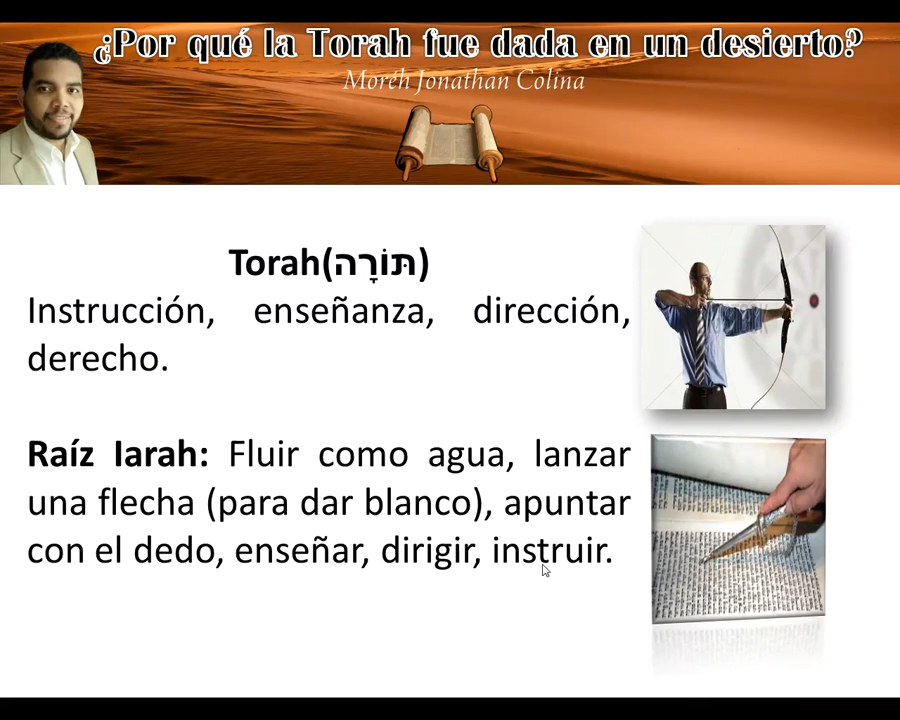 ¿Por qué la Torah fue dada en un desierto?
Moréh Jonathan Colina
Torah(תּוֹרָה)
Instrucción, enseñanza, dirección,
derecho.
Raíz Iarah: Fluir como agua, lanzar
una flecha (para dar blanco), apuntar
con el dedo, enseñar, dirigir, instruir.